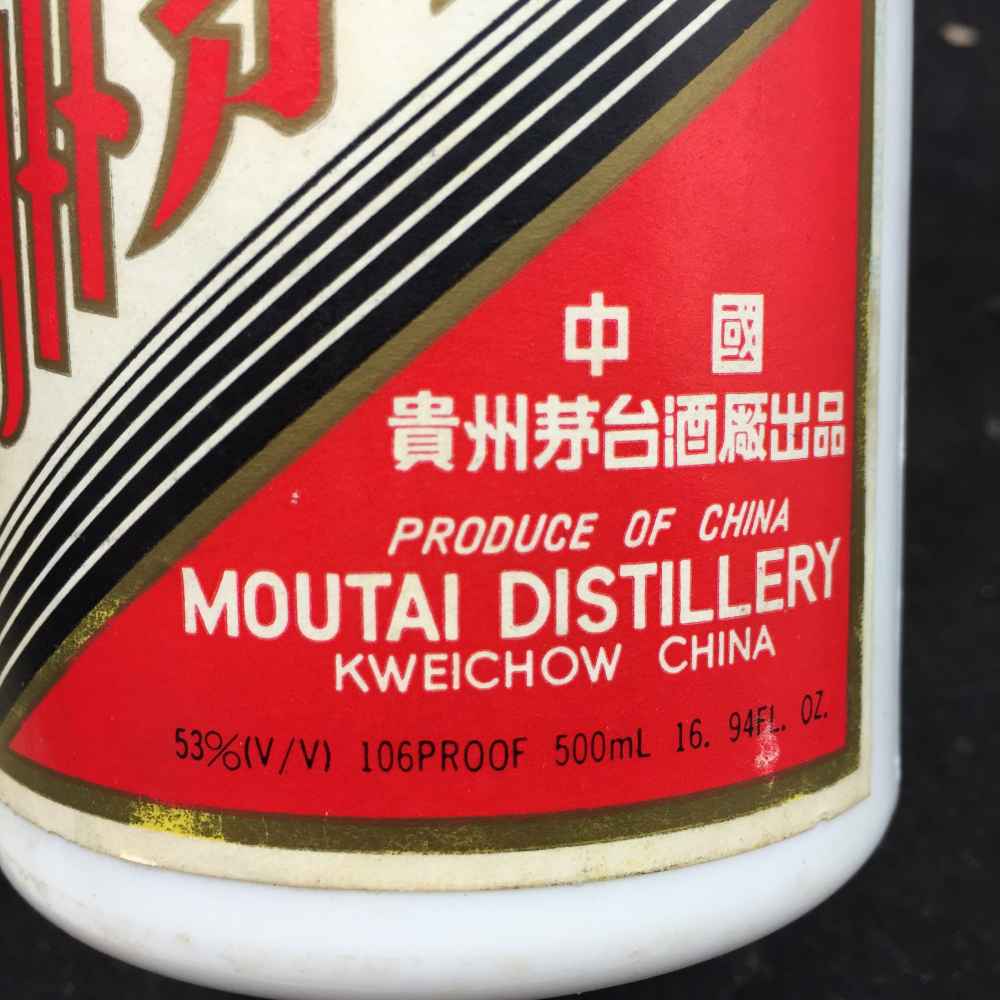 中國
貴州茅台酒厰出品
PRODUCE OF CHINA
MOUTAI DISTILLERY
KWEICHOW CHINA
53%(V/V) 106PROOF 500mL 16. 94FL. OZ.